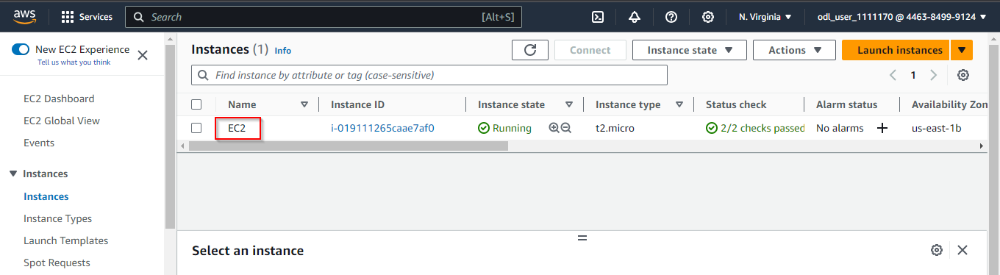 aws Services Search [Alt+S] N. Virginia odl_user_1111170 @ 4463-8499-9124
New EC2 Experience
Tell us what you think
EC2 Dashboard
EC2 Global View
Events
Instances
Instances
Instance Types
Launch Templates
Spot Requests
Instances (1) Info Connect Instance state Actions Launch instances
Find instance by attribute or tag (case-sensitive) 1
Name Instance ID Instance state Instance type Status check Alarm status Availability Zon
EC2 i-019111265caae7af0 Running t2.micro 2/2 checks passed No alarms us-east-1b
Select an instance